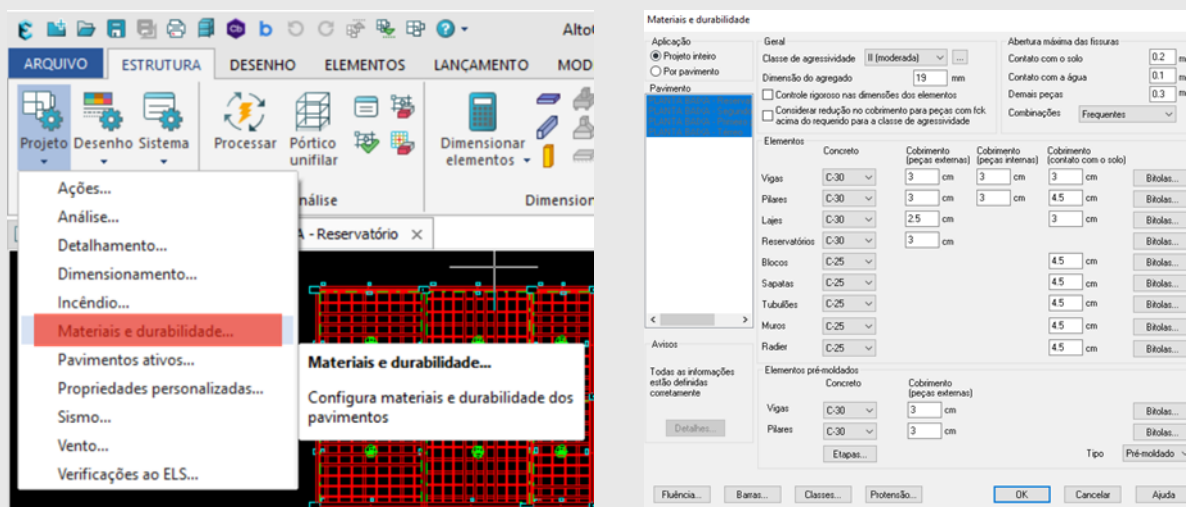 Alto
ARQUIVO ESTRUTURA DESENHO ELEMENTOS LANÇAMENTO MOD
Projeto Desenho Sistema Processar Pórtico unifilar Dimensionar elementos
nálise Dimension
Ações...
Análise...
A - Reservatório
Detalhamento...
Dimensionamento...
Incêndio...
Materiais e durabilidade...
Pavimentos ativos...
Propriedades personalizadas...
Sismo...
Vento...
Verificações ao ELS...
Materiais e durabilidade...
Configura materiais e durabilidade dos
pavimentos
Materiais e durabilidade
Aplicação
Projeto inteiro
Por pavimento
Pavimento
Avisos
Todas as informações
estão definidas
corretamente
Detalhes...
Geral
Classe de agressividade II (moderada) ...
Dimensão do agregado 19 mm
Controle rigoroso nas dimensões dos elementos
Considerar redução no cobrimento para peças com fck
acima do requerido para a classe de agressividade
Abertura máxima das fissuras
Contato com o solo 0.2 m
Contato com a água 0.1 m
Demais peças 0.3 m
Combinações Frequentes
Elementos
Concreto Cobrimento Cobrimento Cobrimento
(peças externas) (peças internas) (contato com o solo)
Vigas C-30 3 cm 3 cm 3 cm Bitolas...
Pilares C-30 3 cm 3 cm 4.5 cm Bitolas...
Lajes C-30 2.5 cm 3 cm Bitolas...
Reservatórios C-30 3 cm Bitolas...
Blocos C-25 4.5 cm Bitolas...
Sapatas C-25 4.5 cm Bitolas...
Tubulões C-25 4.5 cm Bitolas...
Muros C-25 4.5 cm Bitolas...
Radier C-25 4.5 cm Bitolas...
Elementos pré-moldados
Concreto Cobrimento
(peças externas)
Vigas C-30 3 cm Bitolas...
Pilares C-30 3 cm Bitolas...
Etapas... Tipo Pré-moldado
Fluência... Barras... Classes... Protensão... OK Cancelar Ajuda